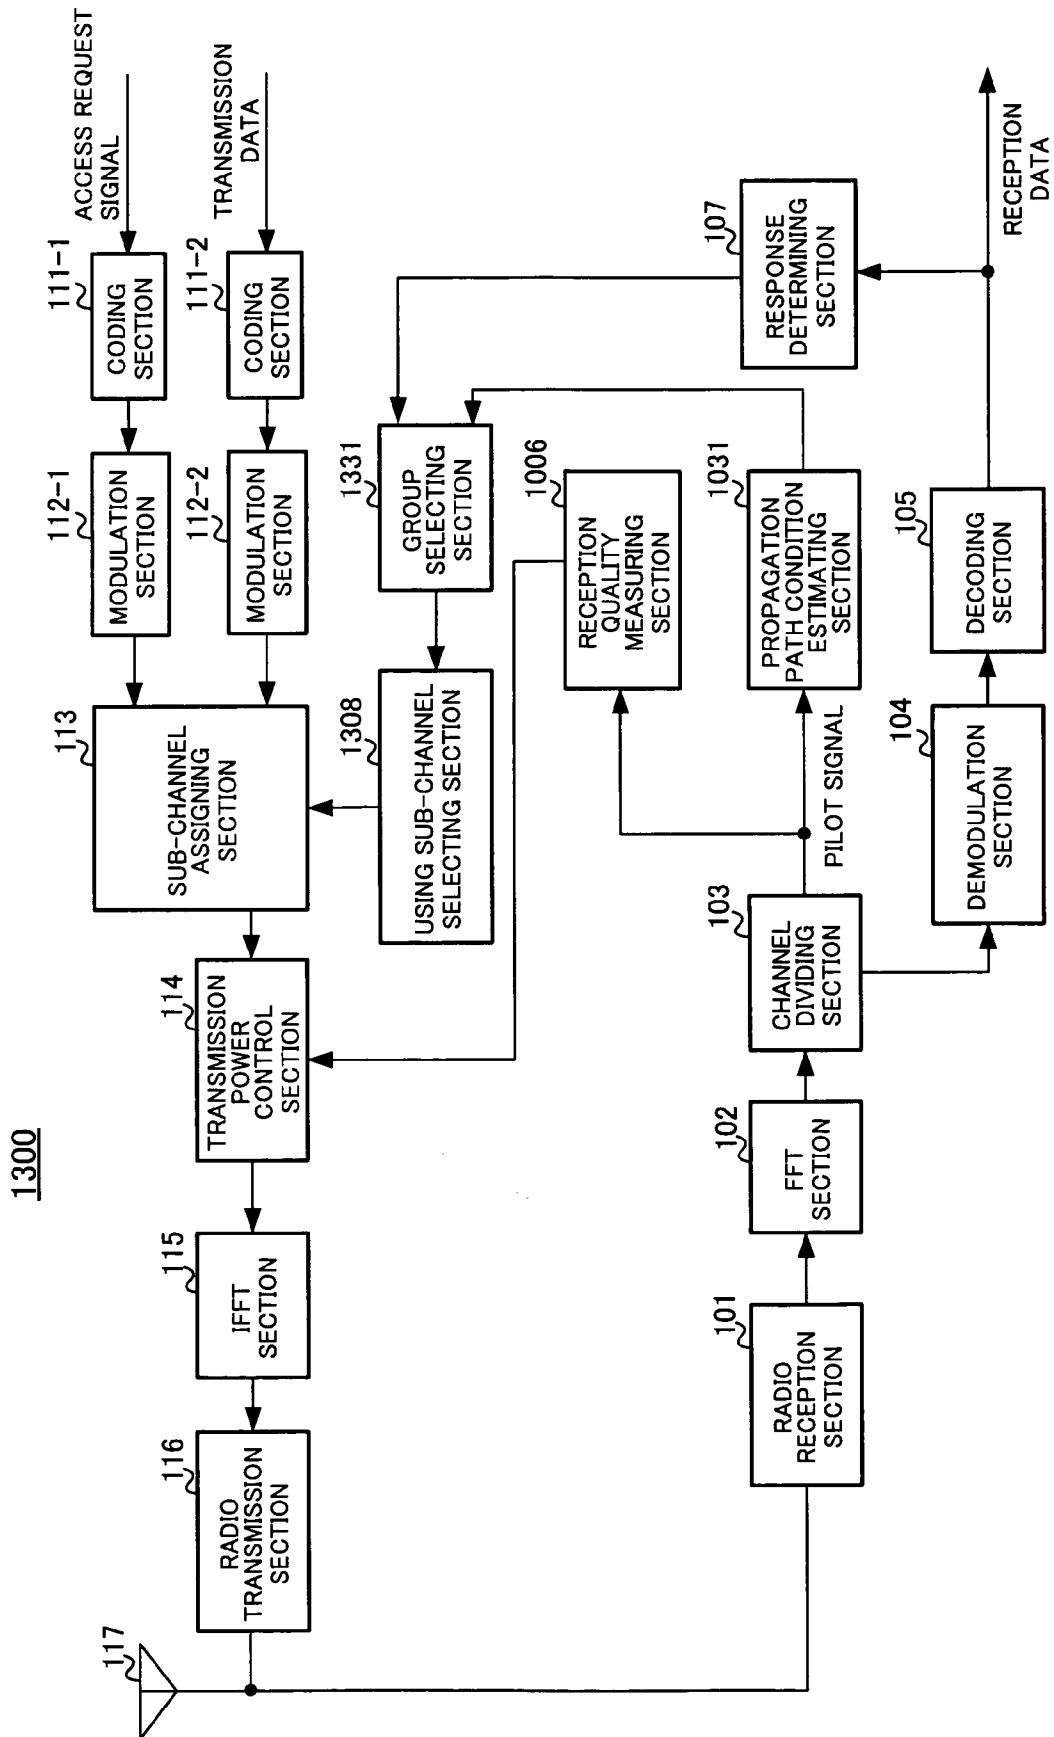 1300
117
116
RADIO
TRANSMISSION
SECTION
115
IFFT
SECTION
114
TRANSMISSION
POWER
CONTROL
SECTION
113
SUB-CHANNEL
ASSIGNING
SECTION
112-1
MODULATION
SECTION
111-1
CODING
SECTION
ACCESS REQUEST
SIGNAL
112-2
MODULATION
SECTION
111-2
CODING
SECTION
TRANSMISSION
DATA
1308
USING SUB-CHANNEL
SELECTING SECTION
1331
GROUP
SELECTING
SECTION
1006
RECEPTION
QUALITY
MEASURING
SECTION
107
RESPONSE
DETERMINING
SECTION
101
RADIO
RECEPTION
SECTION
102
FFT
SECTION
103
CHANNEL
DIVIDING
SECTION
PILOT SIGNAL
1031
PROPAGATION
PATH CONDITION
ESTIMATING
SECTION
104
DEMODULATION
SECTION
105
DECODING
SECTION
RECEPTION
DATA